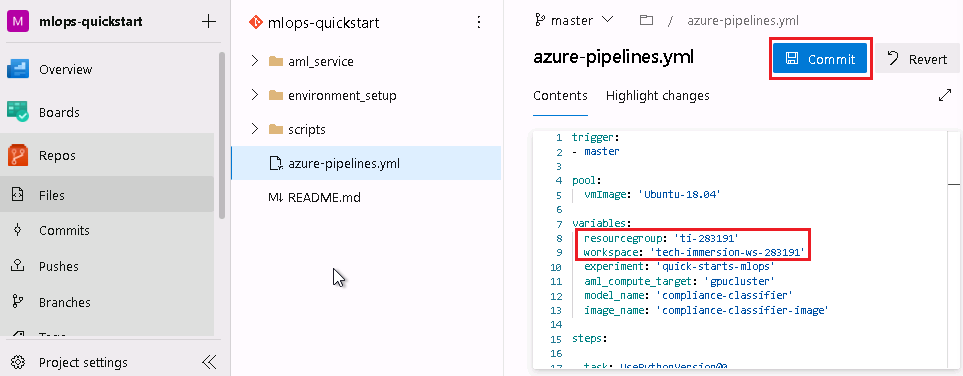 M mlops-quickstart +
Overview
Boards
Repos
Files
Commits
Pushes
Branches
Tags
Project settings
mlops-quickstart
aml_service
environment_setup
scripts
azure-pipelines.yml
M↓ README.md
master / azure-pipelines.yml
azure-pipelines.yml
Commit
Revert
Contents Highlight changes
1 trigger:
2 - master
3
4 pool:
5 vmImage: 'Ubuntu-18.04'
6
7 variables:
8 resourcegroup: 'ti-203191'
9 workspace: 'tech-immersion-ws-203191'
10 experiment: 'quick-starts-mlops'
11 aml_compute_target: 'gpucluster'
12 model_name: 'compliance-classifier'
13 image_name: 'compliance-classifier-image'
14
15 steps:
16
17 task: UsePythonVersion@0